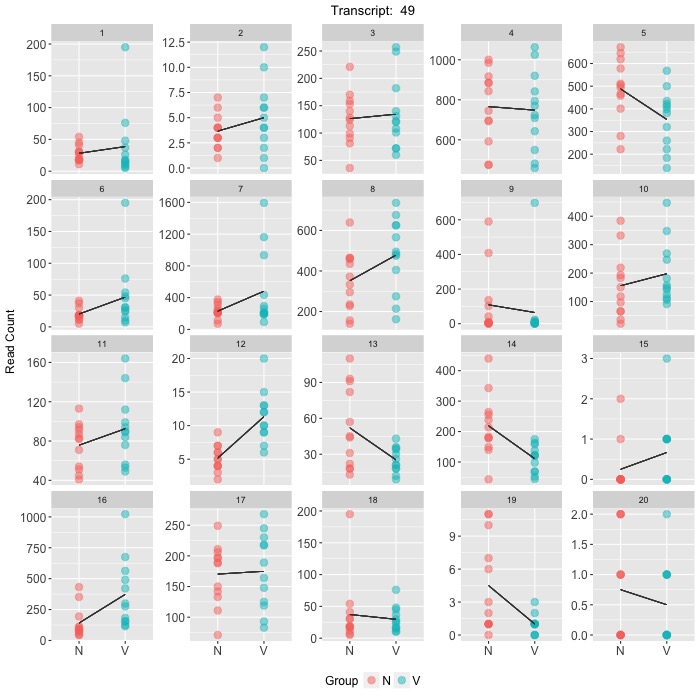 Transcript: 49
1 2 3 4 5
200 12.5 250 1000 600
150 10.0 200 800 500
100 7.5 150 600 400
50 5.0 100 300
0 2.5 50 200
0.0
6 7 8 9 10
200 1600 600 600 400
150 1200 400 400 300
100 800 200 200 200
50 400 0 100
0 0
11 12 13 14 15
160 20 90 400 3
120 15 60 300 2
80 10 30 200 1
40 5 100 0
16 17 18 19 20
1000 250 200 9 2.0
750 200 150 6 1.5
500 150 100 3 1.0
250 100 50 0 0.5
0 0 0.0
N V N V N V N V N V
Read Count
Group N V